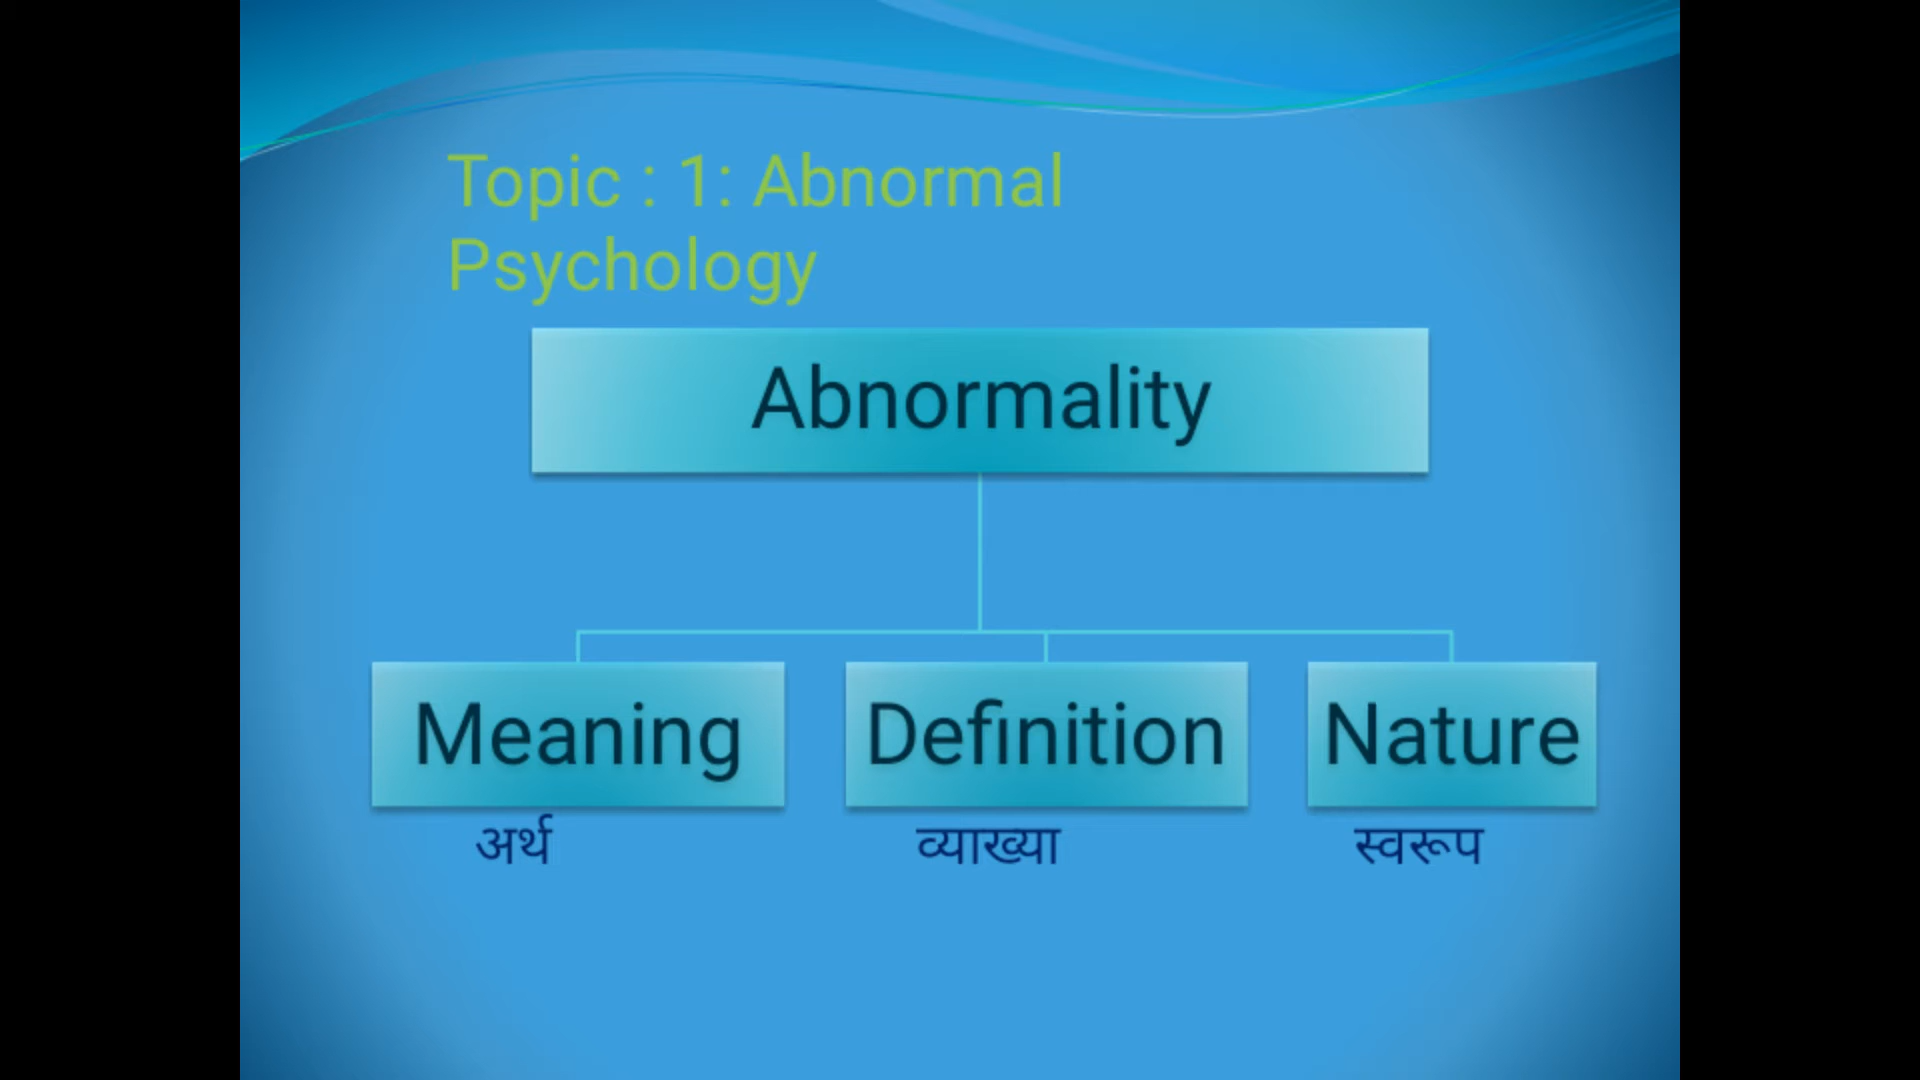 Topic : 1: Abnormal
Psychology
Abnormality
Meaning Definition Nature
अर्थ व्याख्या स्वरूप